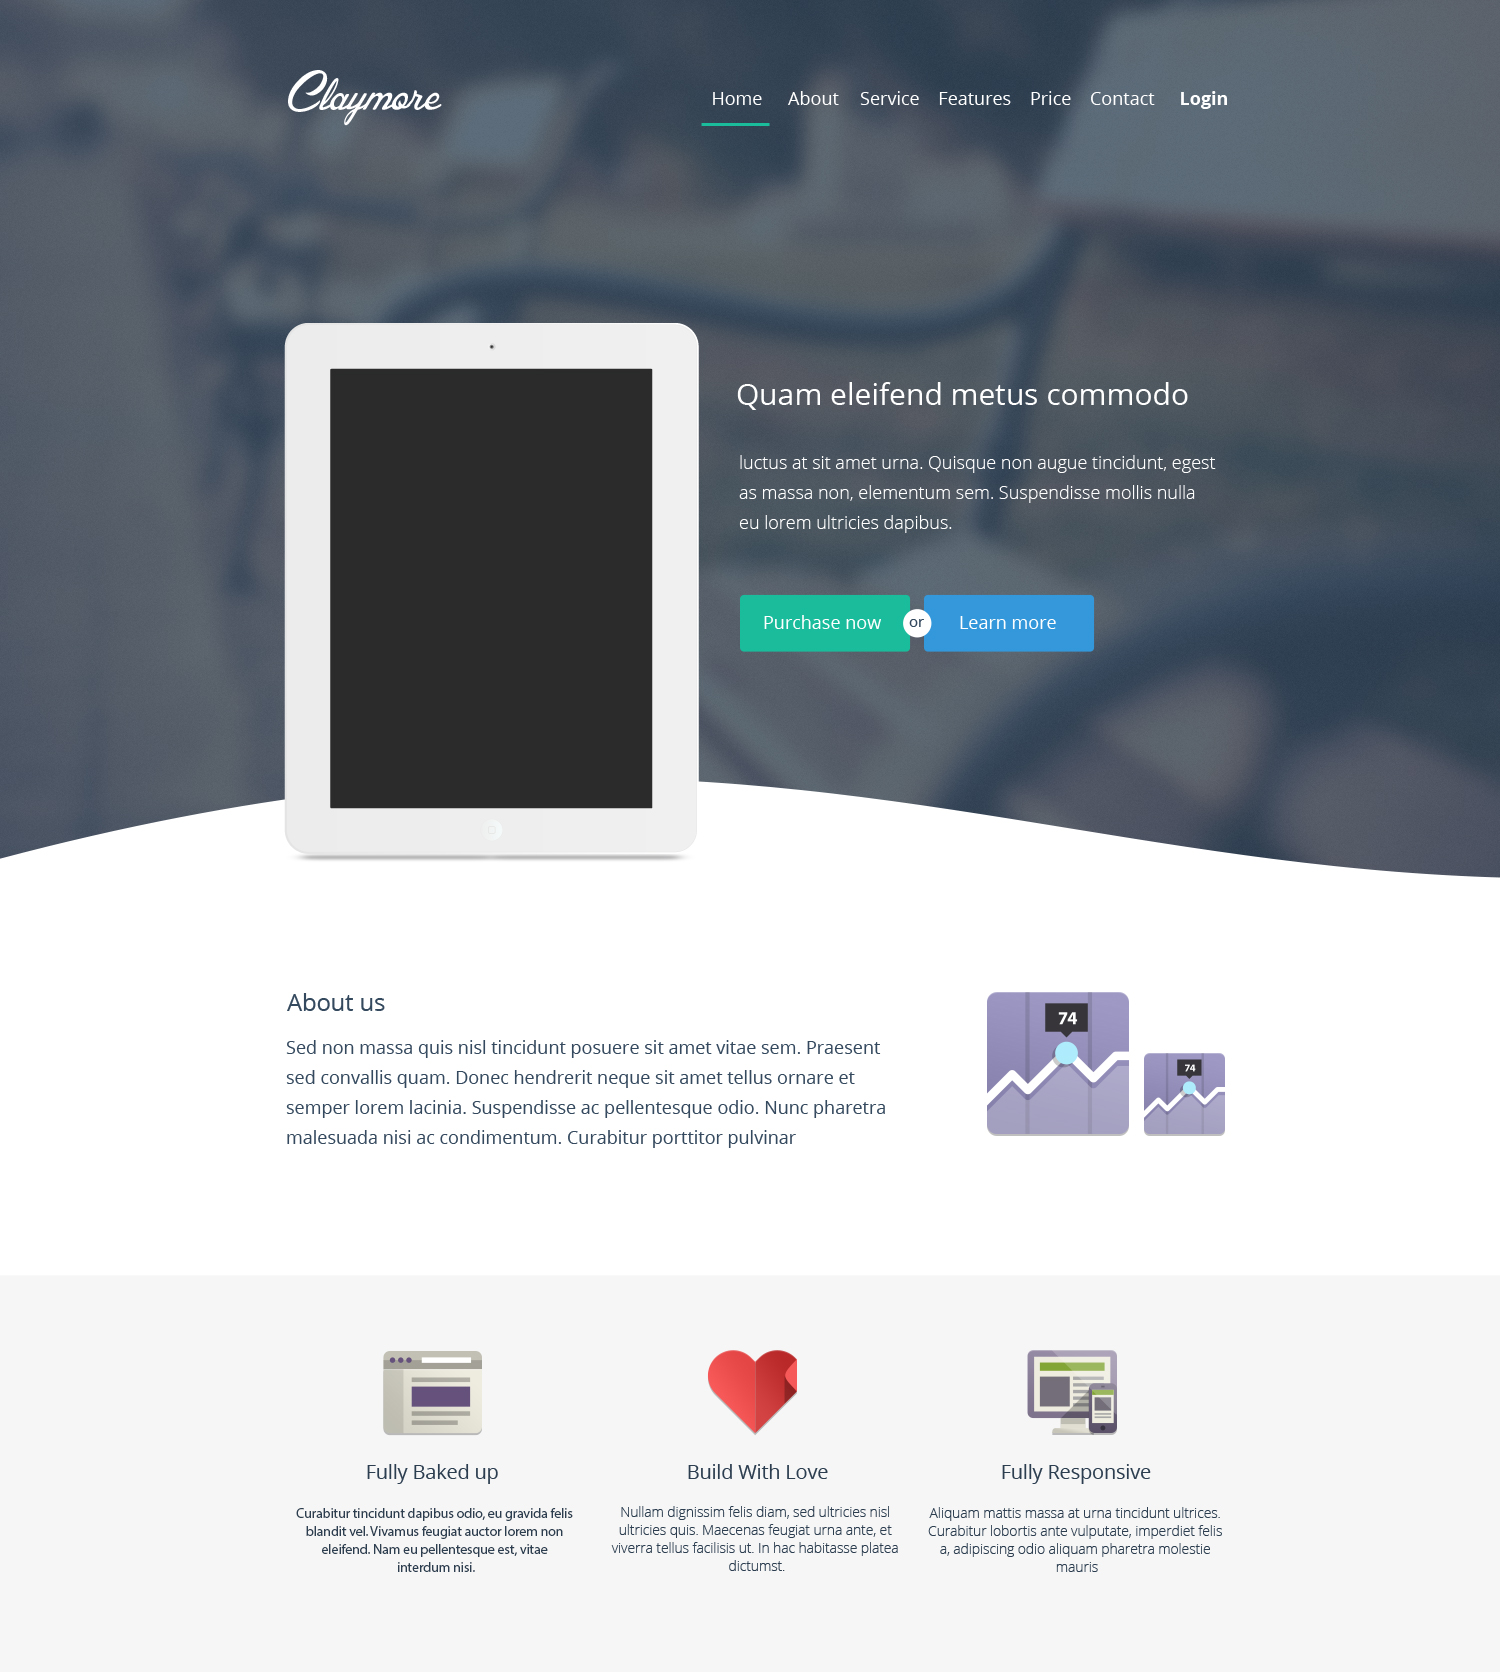 Claymore
Home About Service Features Price Contact Login
Quam eleifend metus commodo
luctus at sit amet urna. Quisque non augue tincidunt, egest
as massa non, elementum sem. Suspendisse mollis nulla
eu lorem ultricies dapibus.
Purchase now or Learn more
About us
Sed non massa quis nisl tincidunt posuere sit amet vitae sem. Praesent
sed convallis quam. Donec hendrerit neque sit amet tellus ornare et
semper lorem lacinia. Suspendisse ac pellentesque odio. Nunc pharetra
malesuada nisi ac condimentum. Curabitur porttitor pulvinar
74
74
Fully Baked up
Curabitur tincidunt dapibus odio, eu gravida felis
blandit vel. Vivamus feugiat auctor lorem non
eleifend. Nam eu pellentesque est, vitae
interdum nisi.
Build With Love
Nullam dignissim felis diam, sed ultricies nisl
ultricies quis. Maecenas feugiat urna ante, et
viverra tellus facilisis ut. In hac habitasse platea
dictumst.
Fully Responsive
Aliquam mattis massa at urna tincidunt ultrices.
Curabitur lobortis ante vulputate, imperdiet felis
a, adipiscing odio aliquam pharetra molestie
mauris